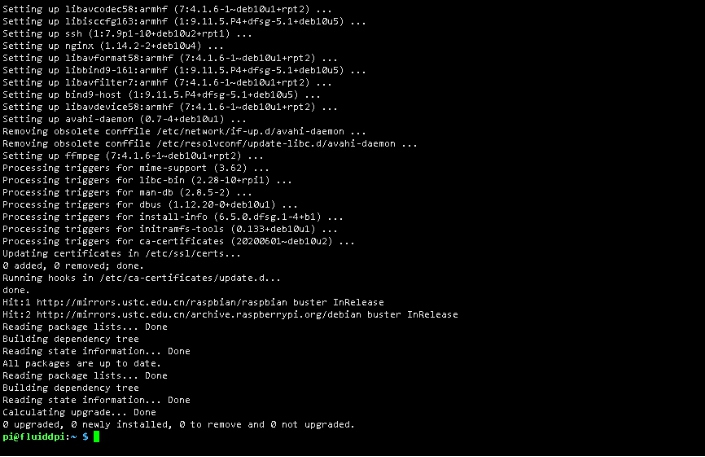 Setting up libavcodec58:armhf (7:4.1.6-1~deb10u1+rpt2) ...
Setting up libisccfg163:armhf (1:9.11.5.P4+dfsg-5.1+deb10u5) ...
Setting up ssh (1:7.9p1-10+deb10u2+rpt1) ...
Setting up nginx (1.14.2-2+deb10u4) ...
Setting up libavformat58:armhf (7:4.1.6-1~deb10u1+rpt2) ...
Setting up libbind9-161:armhf (1:9.11.5.P4+dfsg-5.1+deb10u5) ...
Setting up libavfilter7:armhf (7:4.1.6-1~deb10u1+rpt2) ...
Setting up bind9-host (1:9.11.5.P4+dfsg-5.1+deb10u5) ...
Setting up libavdevice58:armhf (7:4.1.6-1~deb10u1+rpt2) ...
Setting up avahi-daemon (0.7-4+deb10u1) ...
Removing obsolete conffile /etc/network/if-up.d/avahi-daemon ...
Removing obsolete conffile /etc/resolvconf/update-libc.d/avahi-daemon ...
Setting up ffmpeg (7:4.1.6-1~deb10u1+rpt2) ...
Processing triggers for mime-support (3.62) ...
Processing triggers for libc-bin (2.28-10+rpi1) ...
Processing triggers for man-db (2.8.5-2) ...
Processing triggers for dbus (1.12.20-0+deb10u1) ...
Processing triggers for install-info (6.5.0.dfsg.1-4+b1) ...
Processing triggers for initramfs-tools (0.133+deb10u1) ...
Processing triggers for ca-certificates (20200601~deb10u2) ...
Updating certificates in /etc/ssl/certs...
0 added, 0 removed; done.
Running hooks in /etc/ca-certificates/update.d...
done.
Hit:1 http://mirrors.ustc.edu.cn/raspbian/raspbian buster InRelease
Hit:2 http://mirrors.ustc.edu.cn/archive.raspberrypi.org/debian buster InRelease
Reading package lists... Done
Building dependency tree
Reading state information... Done
All packages are up to date.
Reading package lists... Done
Building dependency tree
Reading state information... Done
Calculating upgrade... Done
0 upgraded, 0 newly installed, 0 to remove and 0 not upgraded.
pi@fluiddpi:~ $